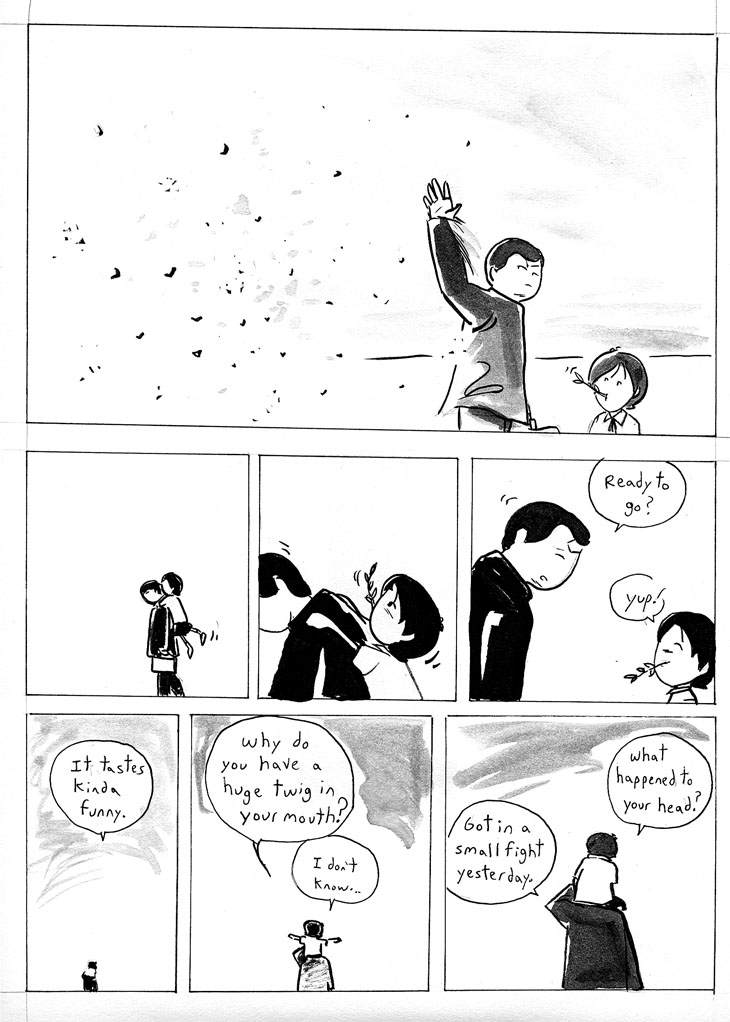 Ready to
go?
yup!
what
happened to
your head?
Got in a
small fight
yesterday.
why do
you have a
huge twig in
your mouth?
I don't
know...
It tastes
kinda
funny.